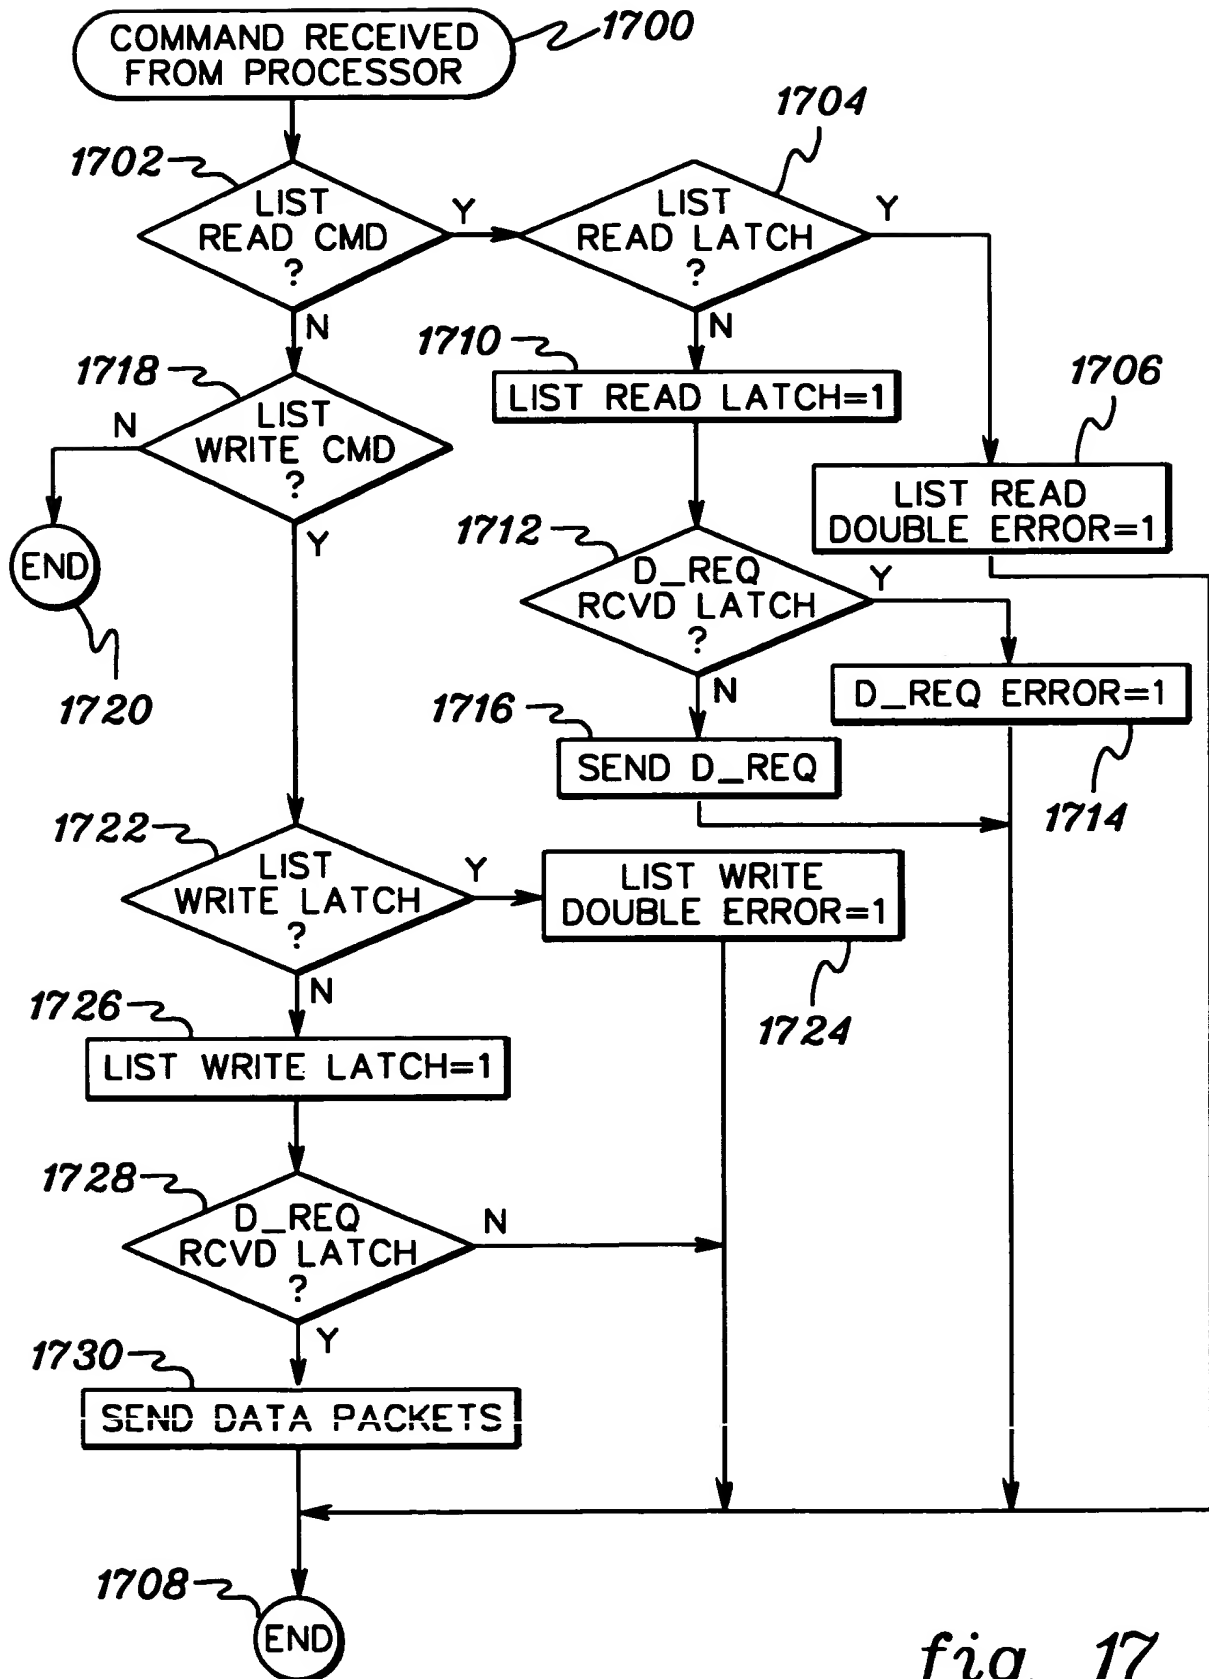 COMMAND RECEIVED
FROM PROCESSOR
1700
1702
LIST
READ CMD
?
Y
N
1704
LIST
READ LATCH
?
Y
N
1710
LIST READ LATCH=1
1706
LIST READ
DOUBLE ERROR=1
1718
LIST
WRITE CMD
?
N
Y
END
1720
1712
D_REQ
RCVD LATCH
?
Y
N
D_REQ ERROR=1
1714
1716
SEND D_REQ
1722
LIST
WRITE LATCH
?
Y
N
LIST WRITE
DOUBLE ERROR=1
1724
1726
LIST WRITE LATCH=1
1728
D_REQ
RCVD LATCH
?
N
Y
1730
SEND DATA PACKETS
1708
END
fig. 17